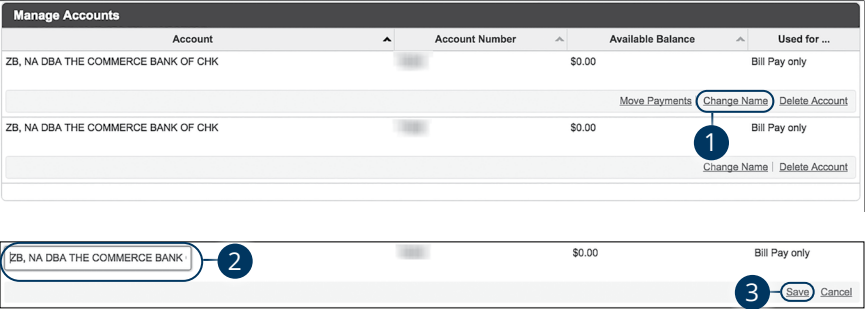 Manage Accounts
Account Account Number Available Balance Used for ...
ZB, NA DBA THE COMMERCE BANK OF CHK $0.00 Bill Pay only
Move Payments Change Name Delete Account
1
ZB, NA DBA THE COMMERCE BANK OF CHK $0.00 Bill Pay only
Change Name | Delete Account
ZB, NA DBA THE COMMERCE BANK 2 $0.00 Bill Pay only
3 Save Cancel